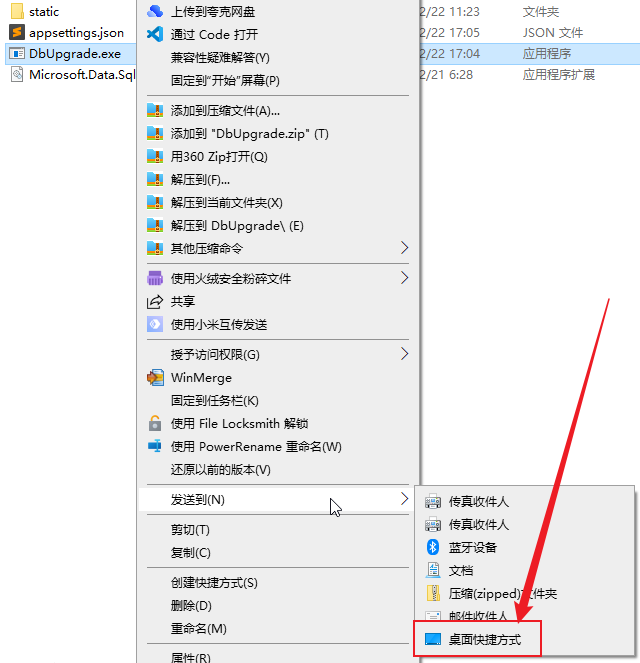 static
2/22 11:23 文件夹
appsettings.json
2/22 17:05 JSON 文件
DbUpgrade.exe
2/22 17:04 应用程序
Microsoft.Data.Sql
2/21 6:28 应用程序扩展
上传到夸克网盘
通过 Code 打开
兼容性疑难解答(Y)
固定到"开始"屏幕(P)
添加到压缩文件(A)...
添加到 "DbUpgrade.zip" (T)
用360 Zip打开(Q)
解压到(F)...
解压到当前文件夹(X)
解压到 DbUpgrade\ (E)
其他压缩命令
使用火绒安全粉碎文件
共享
使用小米互传发送
授予访问权限(G)
WinMerge
固定到任务栏(K)
使用 File Locksmith 解锁
使用 PowerRename 重命名(W)
还原以前的版本(V)
发送到(N)
剪切(T)
复制(C)
创建快捷方式(S)
删除(D)
重命名(M)
属性(R)
传真收件人
传真收件人
蓝牙设备
文档
压缩(zipped)文件夹
邮件收件人
桌面快捷方式